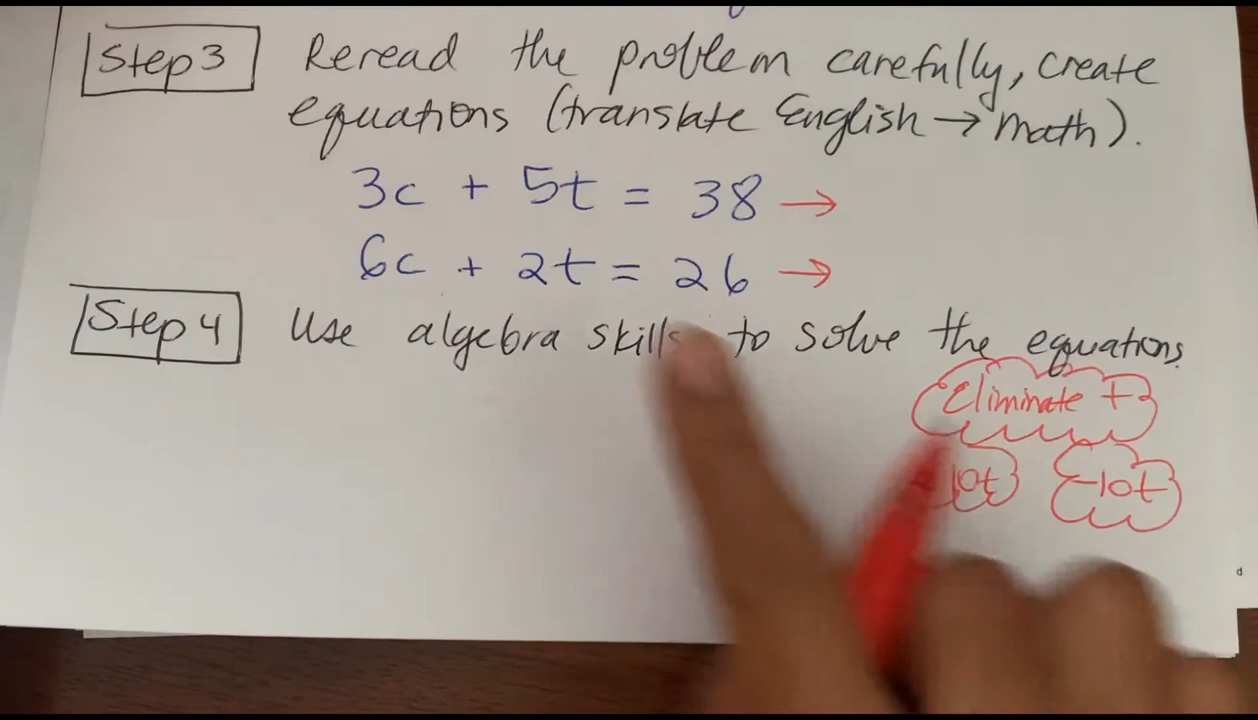 Step 3 Reread the problem carefully, create
equations (translate English → math).
3c + 5t = 38 →
6c + 2t = 26 →
Step 4 Use algebra skills to solve the equations.
Eliminate t
10t -10t